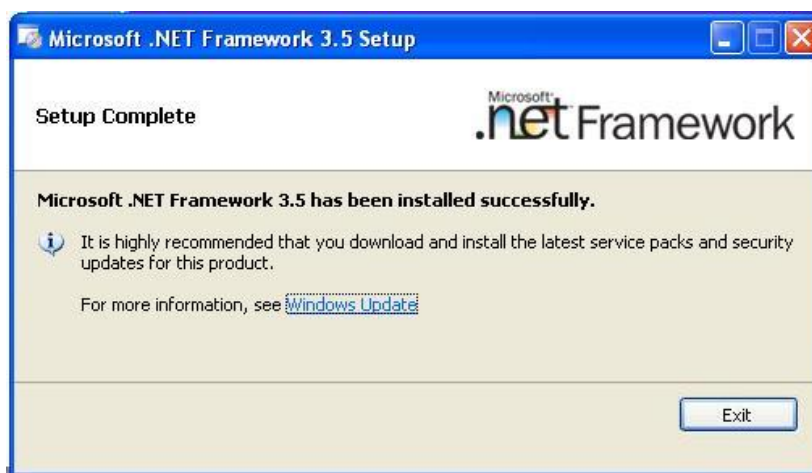 Microsoft .NET Framework 3.5 Setup
Setup Complete
Microsoft
.net Framework
Microsoft .NET Framework 3.5 has been installed successfully.
It is highly recommended that you download and install the latest service packs and security
updates for this product.
For more information, see Windows Update
Exit